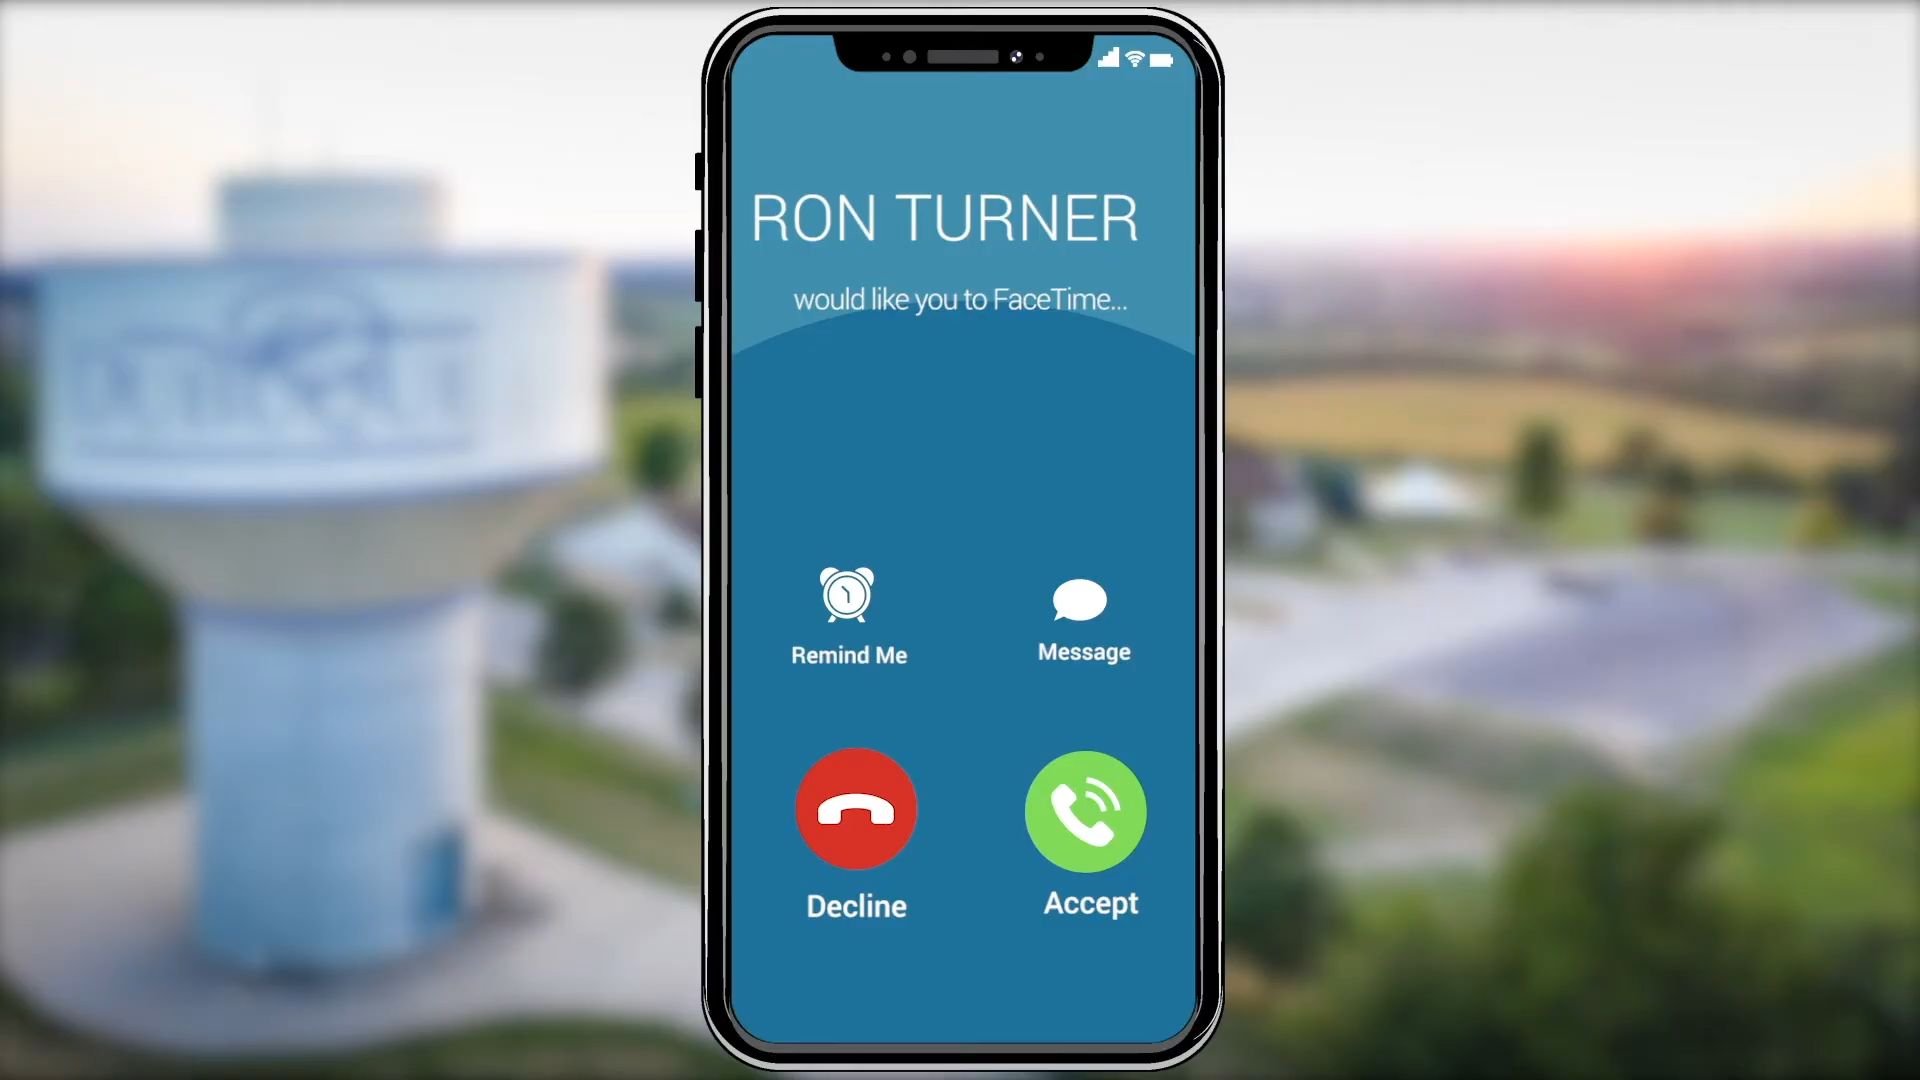 RON TURNER
would like you to FaceTime...
Remind Me
Message
Decline
Accept